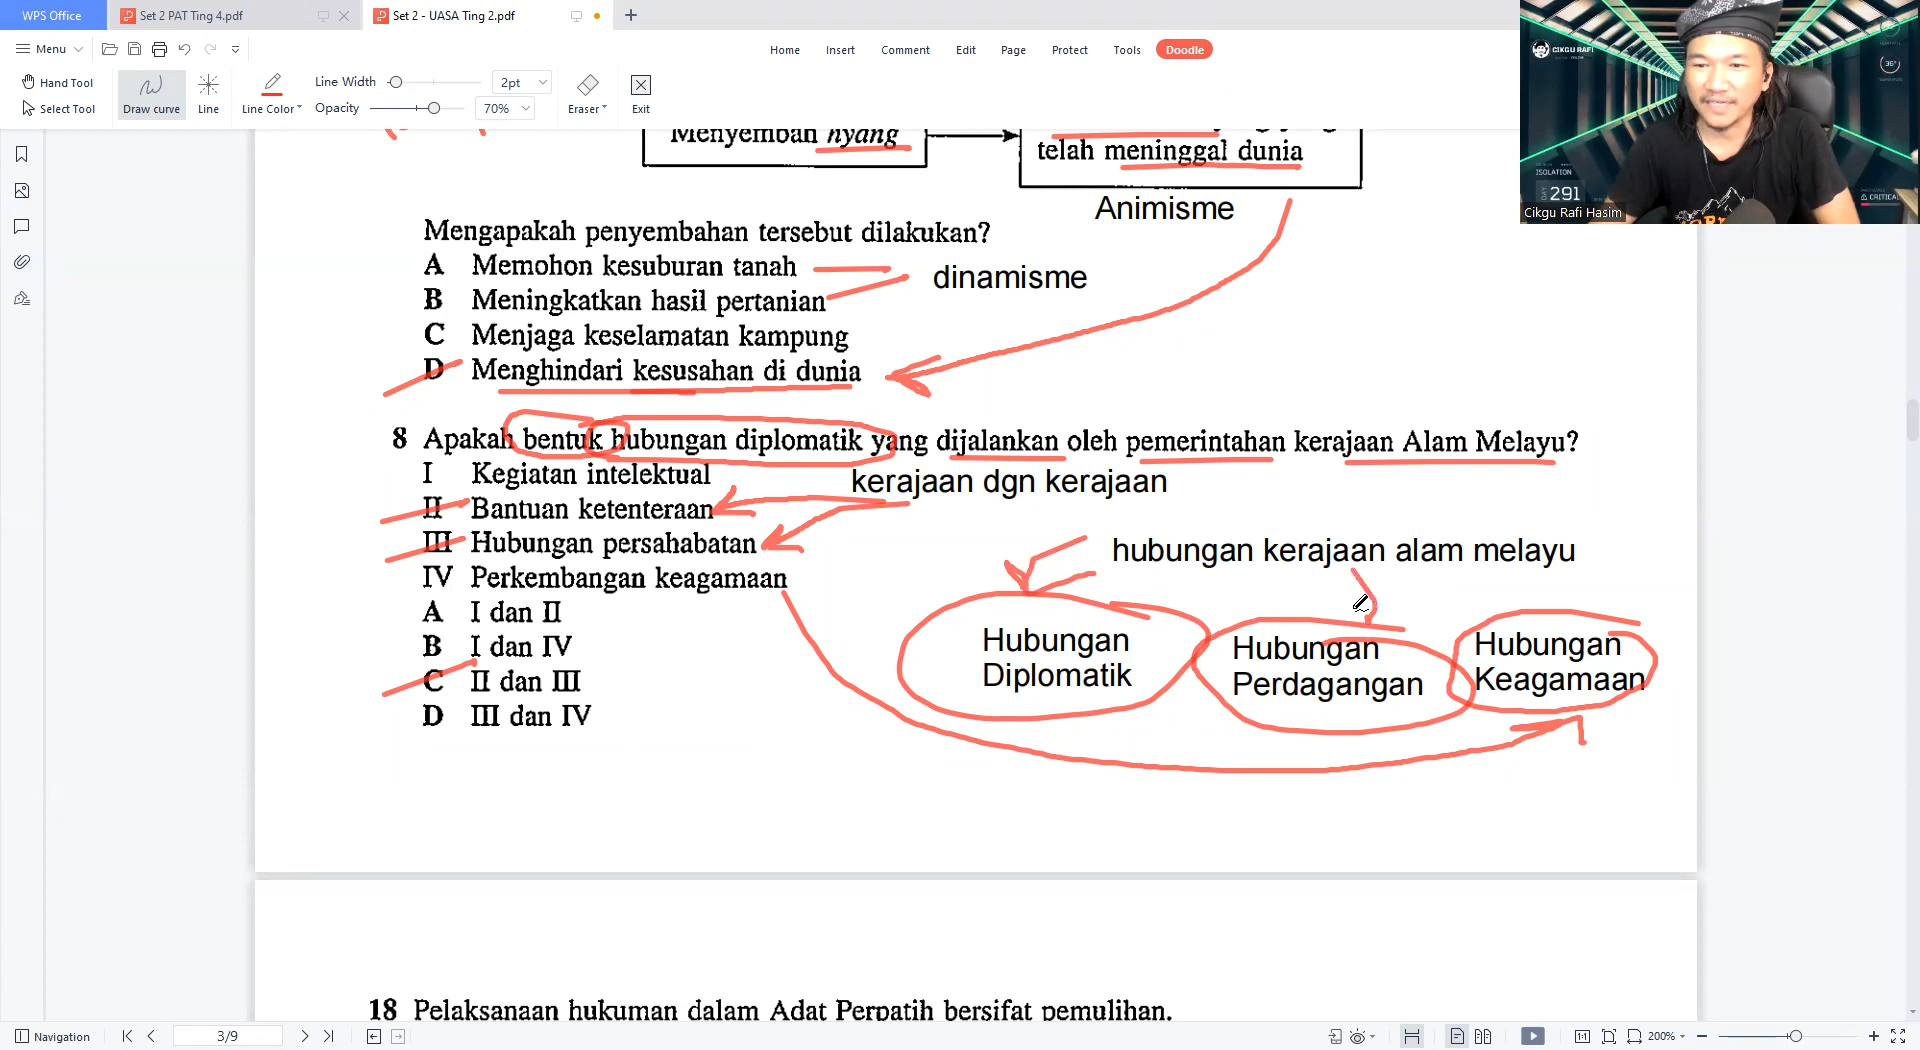 WPS Office
Set 2 PAT Ting 4.pdf
Set 2 - UASA Ting 2.pdf
Menu
Home Insert Comment Edit Page Protect Tools Doodle
Hand Tool
Select Tool
Draw curve
Line
Line Color
Line Width 2pt
Opacity 70%
Eraser
Exit
CIKGU RAFI
36°
ISOLATION
DAY 291
CRITICAL
Cikgu Rafi Hasim
Menyembah hyang
telah meninggal dunia
Animisme
Mengapakah penyembahan tersebut dilakukan?
A Memohon kesuburan tanah
dinamisme
B Meningkatkan hasil pertanian
C Menjaga keselamatan kampung
D Menghindari kesusahan di dunia
8 Apakah bentuk hubungan diplomatik yang dijalankan oleh pemerintahan kerajaan Alam Melayu?
I Kegiatan intelektual
kerajaan dgn kerajaan
II Bantuan ketenteraan
III Hubungan persahabatan
hubungan kerajaan alam melayu
IV Perkembangan keagamaan
A I dan II
B I dan IV
C II dan III
D III dan IV
Hubungan
Diplomatik
Hubungan
Perdagangan
Hubungan
Keagamaan
18 Pelaksanaan hukuman dalam Adat Perpatih bersifat pemulihan.
Navigation
3/9
200%